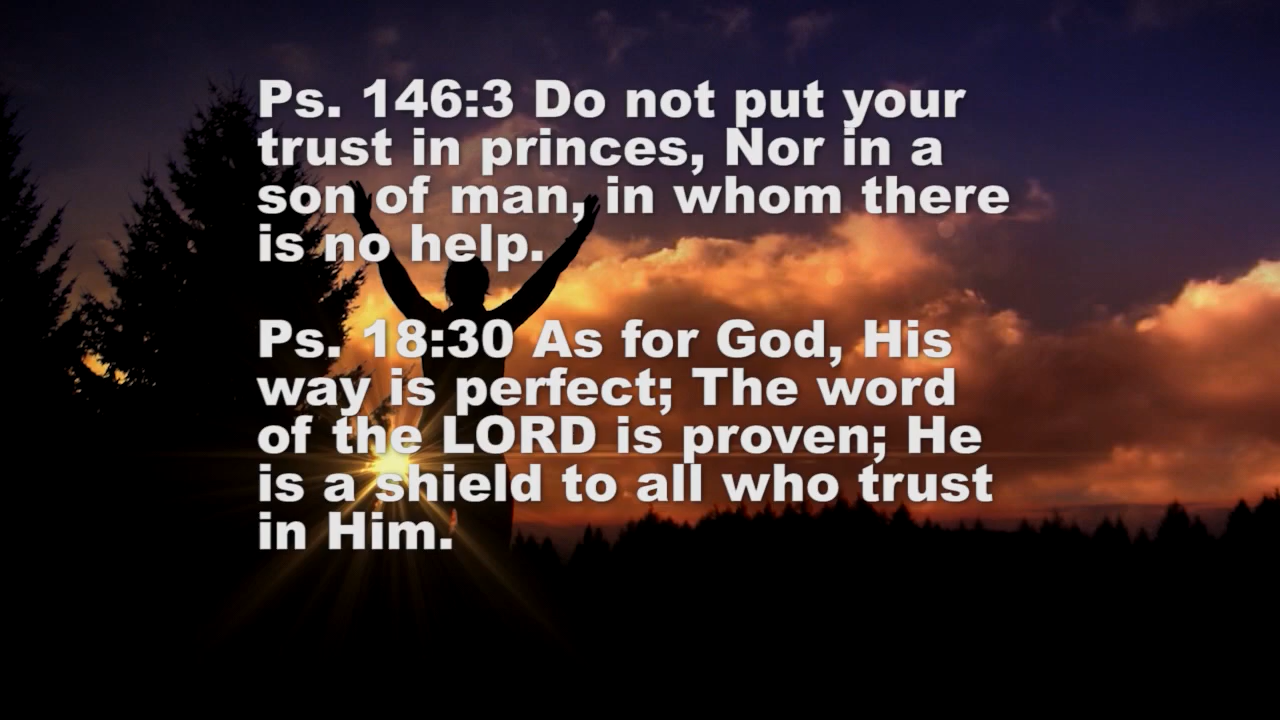 Ps. 146:3 Do not put your
trust in princes, Nor in a
son of man, in whom there
is no help.
Ps. 18:30 As for God, His
way is perfect; The word
of the LORD is proven; He
is a shield to all who trust
in Him.